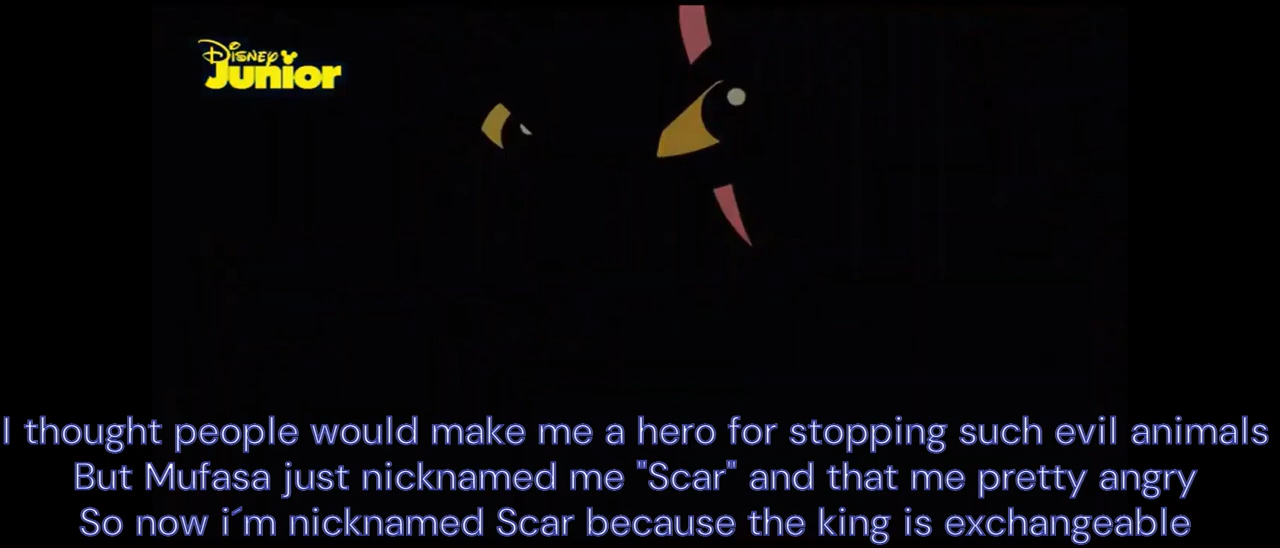 Disney
Junior
I thought people would make me a hero for stopping such evil animals
But Mufasa just nicknamed me "Scar" and that me pretty angry
So now i´m nicknamed Scar because the king is exchangeable